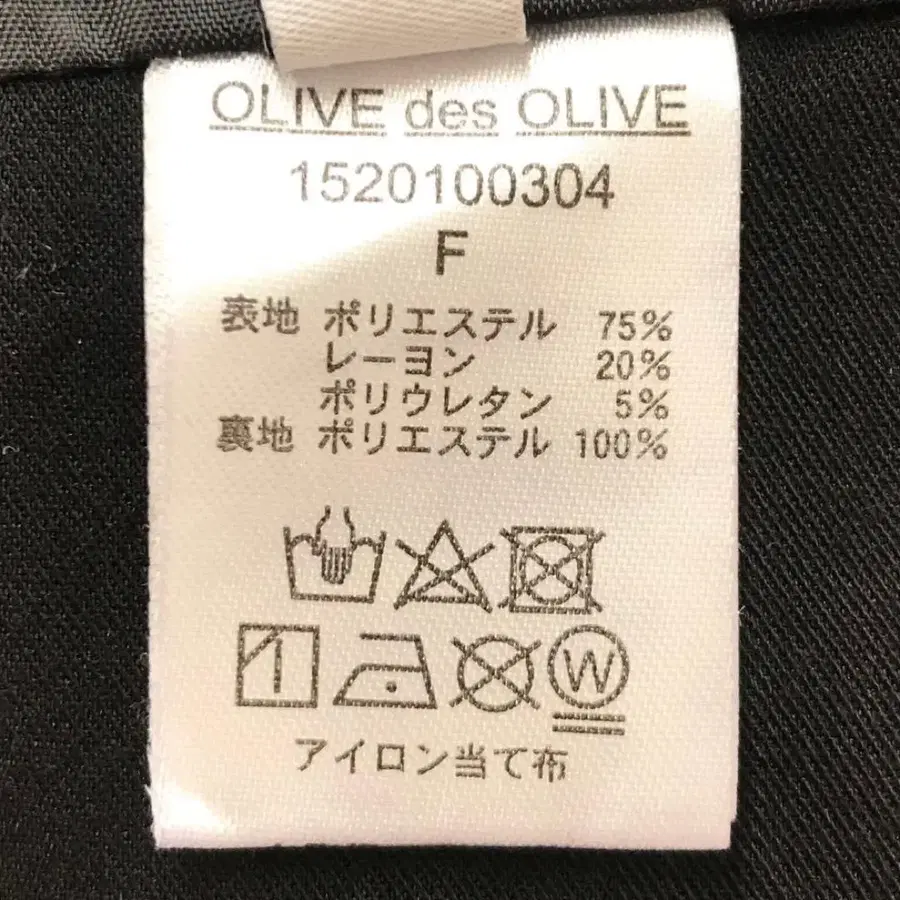 OLIVE des OLIVE
1520100304
F
表地 ポリエステル 75%
レーヨン 20%
ポリウレタン 5%
裏地 ポリエステル 100%
W
アイロン当て布